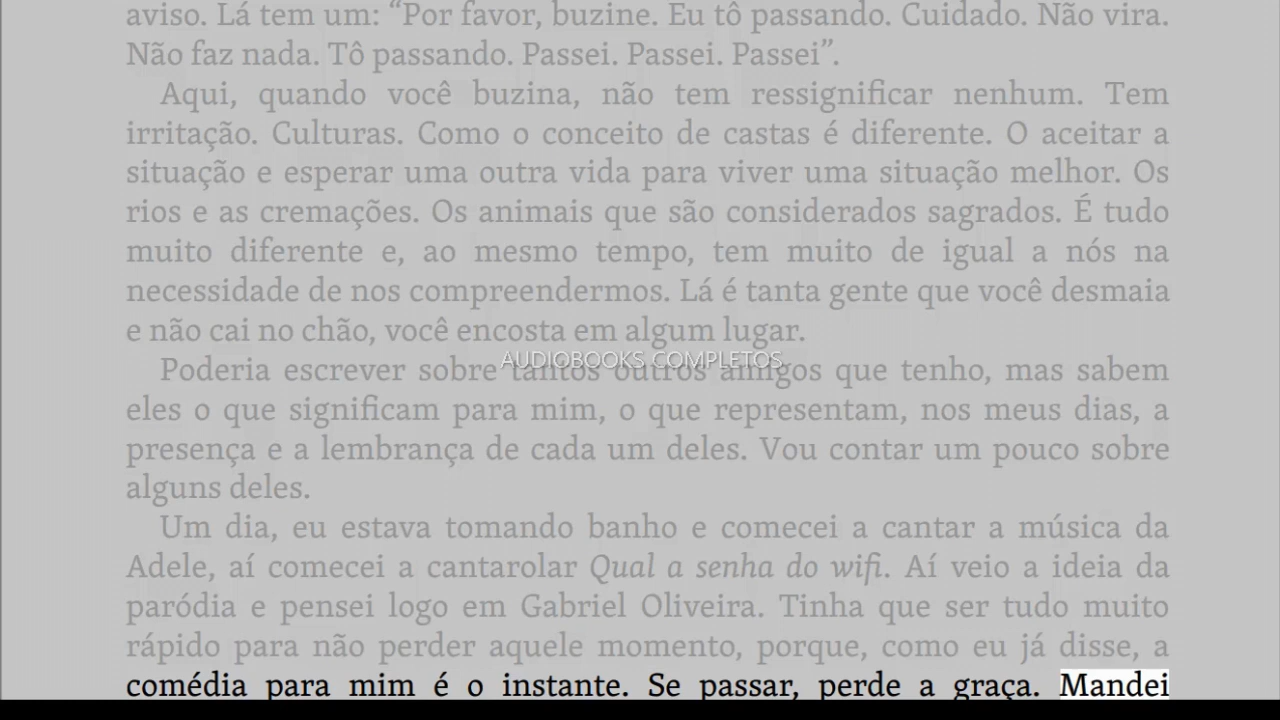 aviso. Lá tem um: “Por favor, buzine. Eu tô passando. Cuidado. Não vira.
Não faz nada. Tô passando. Passei. Passei. Passei”.
Aqui, quando você buzina, não tem ressignificar nenhum. Tem
irritação. Culturas. Como o conceito de castas é diferente. O aceitar a
situação e esperar uma outra vida para viver uma situação melhor. Os
rios e as cremações. Os animais que são considerados sagrados. É tudo
muito diferente e, ao mesmo tempo, tem muito de igual a nós na
necessidade de nos compreendermos. Lá é tanta gente que você desmaia
e não cai no chão, você encosta em algum lugar.
AUDIOBOOKS COMPLETOS
Poderia escrever sobre tantos outros amigos que tenho, mas sabem
eles o que significam para mim, o que representam, nos meus dias, a
presença e a lembrança de cada um deles. Vou contar um pouco sobre
alguns deles.
Um dia, eu estava tomando banho e comecei a cantar a música da
Adele, aí comecei a cantarolar Qual a senha do wifi. Aí veio a ideia da
paródia e pensei logo em Gabriel Oliveira. Tinha que ser tudo muito
rápido para não perder aquele momento, porque, como eu já disse, a
comédia para mim é o instante. Se passar, perde a graça. Mandei